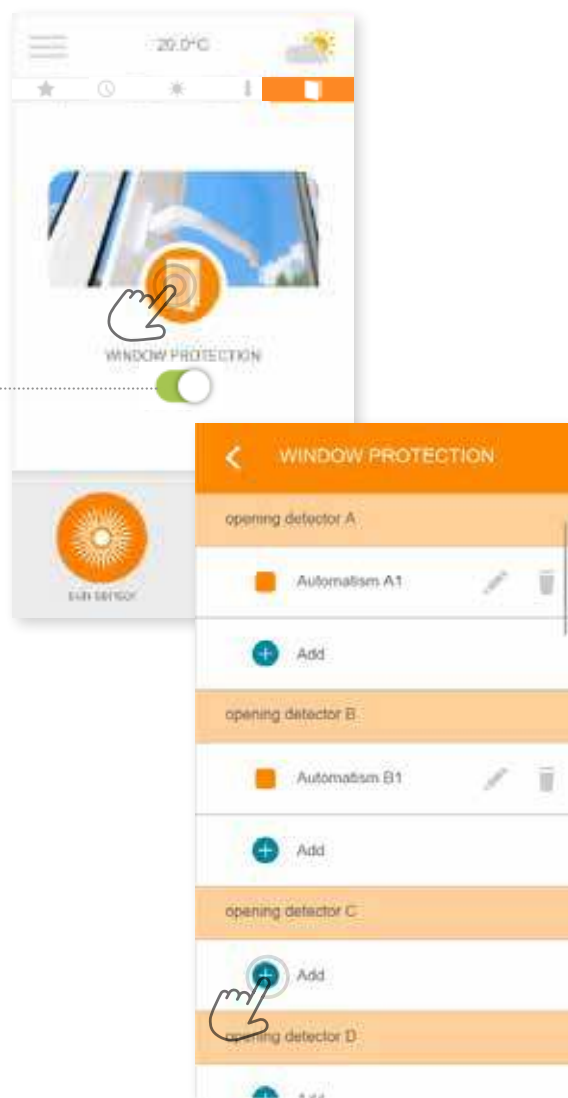 20.0°C
WINDOW PROTECTION
sun sensor
WINDOW PROTECTION
opening detector A
Automatism A1
Add
opening detector B
Automatism B1
Add
opening detector C
Add
opening detector D
Add